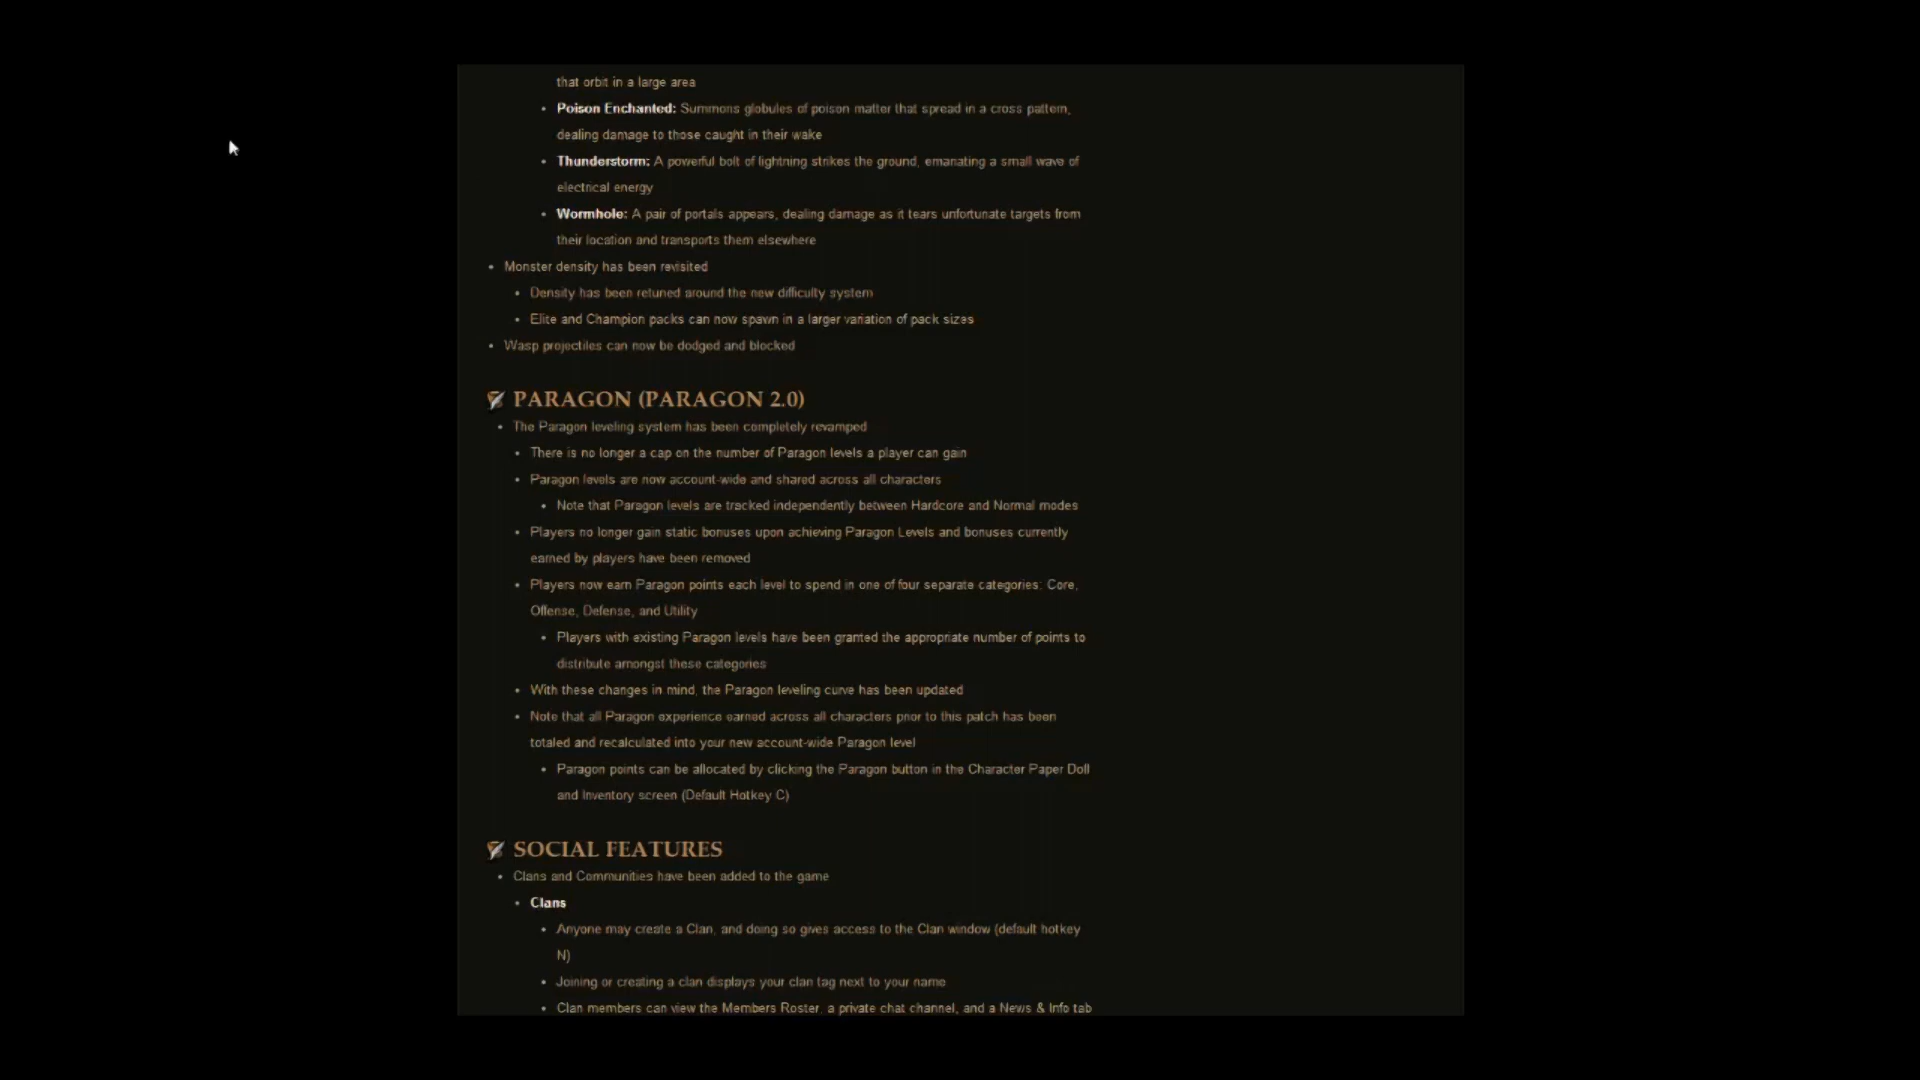 that orbit in a large area
• Poison Enchanted: Summons globules of poison matter that spread in a cross pattern,
dealing damage to those caught in their wake
• Thunderstorm: A powerful bolt of lightning strikes the ground, emanating a small wave of
electrical energy
• Wormhole: A pair of portals appears, dealing damage as it tears unfortunate targets from
their location and transports them elsewhere
• Monster density has been revisited
• Density has been retuned around the new difficulty system
• Elite and Champion packs can now spawn in a larger variation of pack sizes
• Wasp projectiles can now be dodged and blocked
PARAGON (PARAGON 2.0)
• The Paragon leveling system has been completely revamped
• There is no longer a cap on the number of Paragon levels a player can gain
• Paragon levels are now account-wide and shared across all characters
• Note that Paragon levels are tracked independently between Hardcore and Normal modes
• Players no longer gain static bonuses upon achieving Paragon Levels and bonuses currently
earned by players have been removed
• Players now earn Paragon points each level to spend in one of four separate categories: Core,
Offense, Defense, and Utility
• Players with existing Paragon levels have been granted the appropriate number of points to
distribute amongst these categories
• With these changes in mind, the Paragon leveling curve has been updated
• Note that all Paragon experience earned across all characters prior to this patch has been
totaled and recalculated into your new account-wide Paragon level
• Paragon points can be allocated by clicking the Paragon button in the Character Paper Doll
and Inventory screen (Default Hotkey C)
SOCIAL FEATURES
• Clans and Communities have been added to the game
• Clans
• Anyone may create a Clan, and doing so gives access to the Clan window (default hotkey
N)
• Joining or creating a clan displays your clan tag next to your name
• Clan members can view the Members Roster, a private chat channel, and a News & Info tab